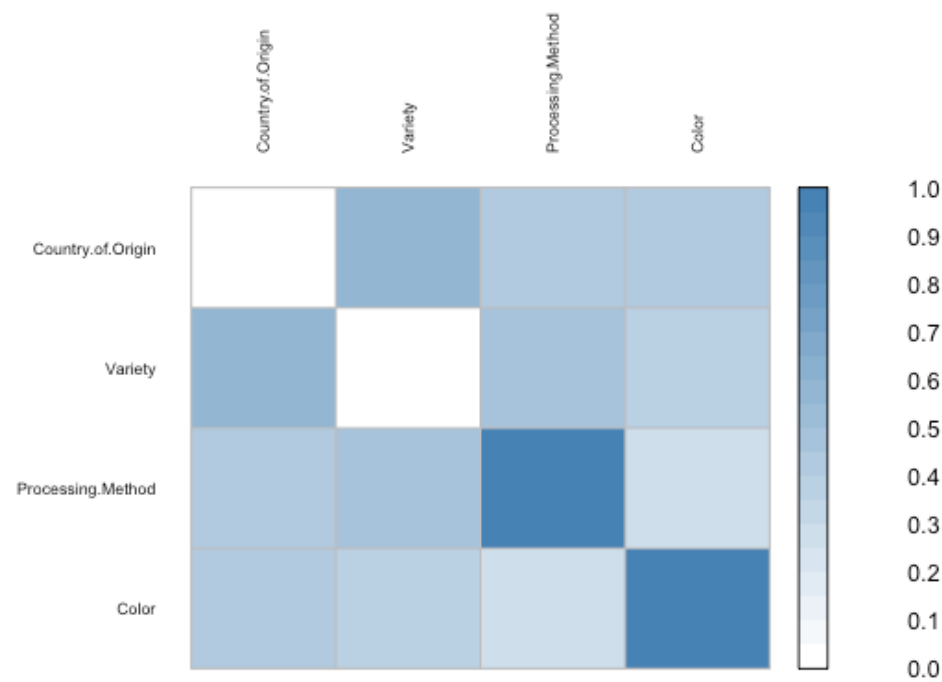 Country.of.Origin
Variety
Processing.Method
Color
Country.of.Origin
Variety
Processing.Method
Color
1.0
0.9
0.8
0.7
0.6
0.5
0.4
0.3
0.2
0.1
0.0